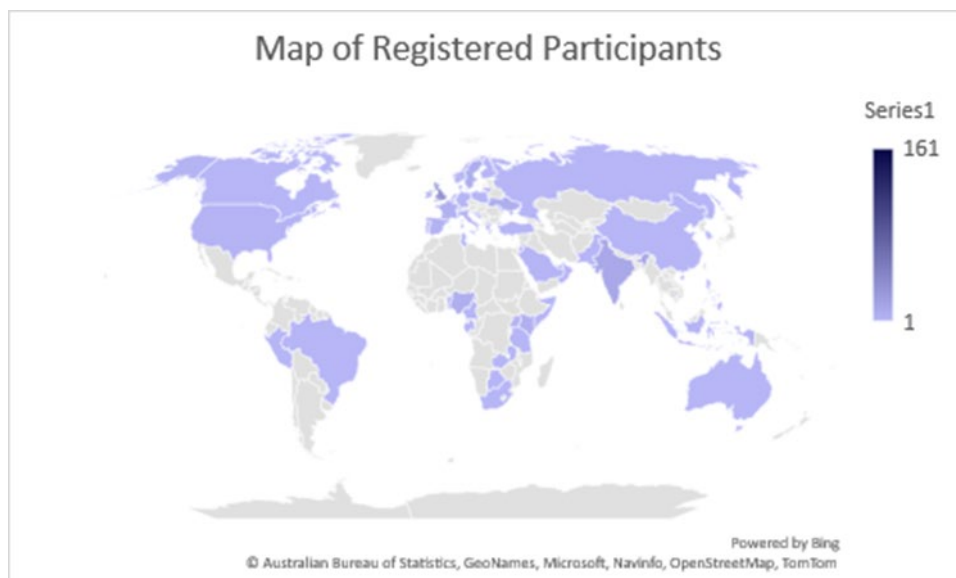 Map of Registered Participants
Series1
161
1
Powered by Bing
© Australian Bureau of Statistics, GeoNames, Microsoft, Navinfo, OpenStreetMap, TomTom